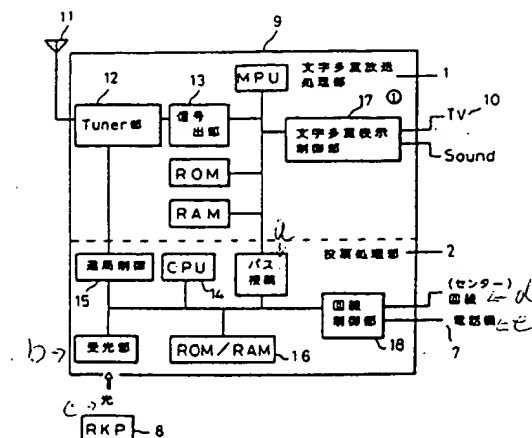 11
9
12
13
MPU
文字多重放送
処理部
1
Tuner部
信号
出部
17
①
文字多重表示
制御部
TV
10
Sound
ROM
RAM
a
投票処理部
2
選局制御
15
CPU
14
バス
接続
回線
制御部
18
(センター)
回線
d
電話機
e
7
b
受光部
ROM/RAM
16
光
c
RKP
8